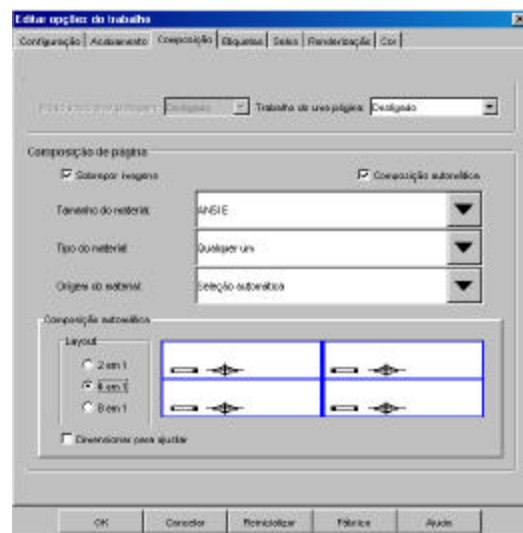 Editar opções do trabalho
Configuração Acabamento Composição Etiquetas Selos Renderização Cor
Desligado Trabalho de uma página: Desligado
Composição de página
Sobrepor imagens Composição automática
Tamanho do material: ANSI E
Tipo do material: Qualquer um
Origem do material: Seleção automática
Composição automática
Layout
2 em 1
4 em 1
8 em 1
Dimensionar para ajustar
OK Cancelar Reinicializar Fábrica Ajuda